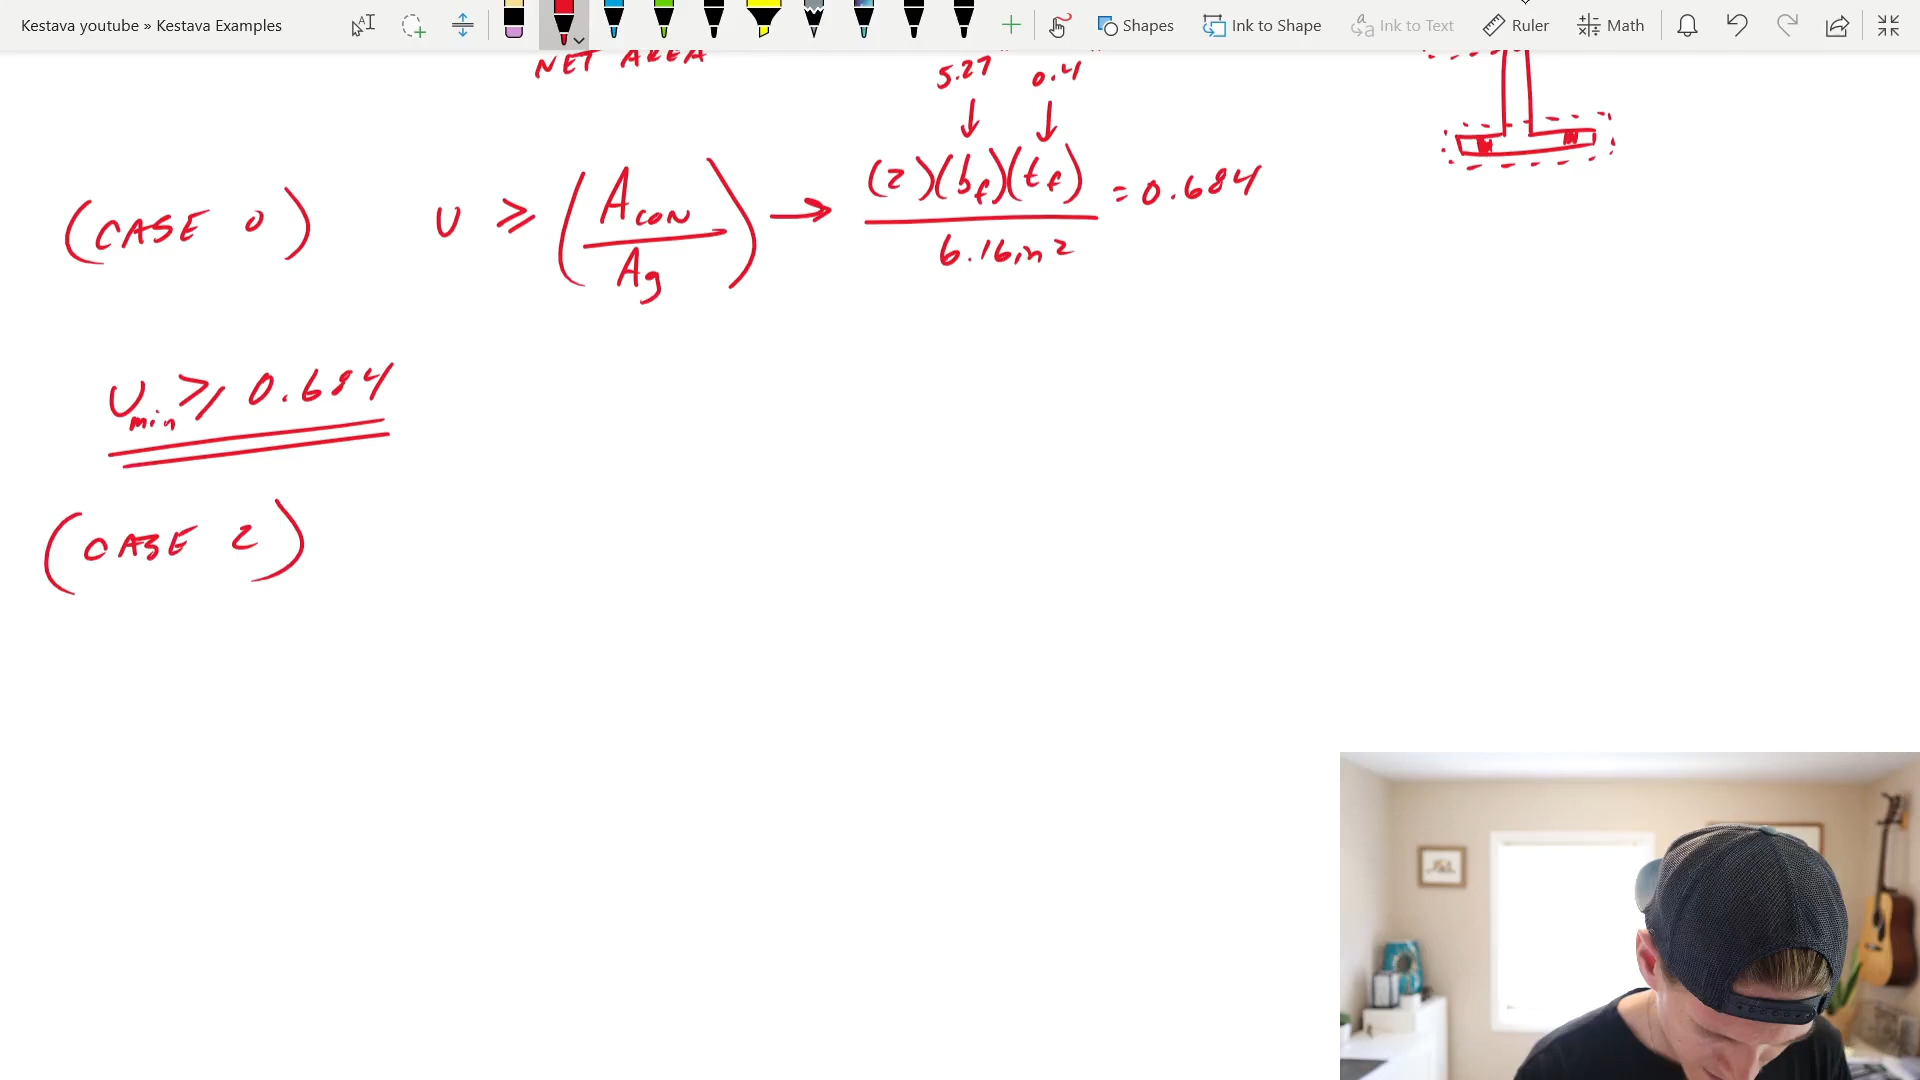 Kestava youtube » Kestava Examples
Shapes
Ink to Shape
Ink to Text
Ruler
Math
NET AREA
5.27 0.4
(CASE 0) U ≥ (Acon / Ag) → (2)(bf)(tf) / 6.16in² = 0.684
Umin ≥ 0.684
(CASE 2)